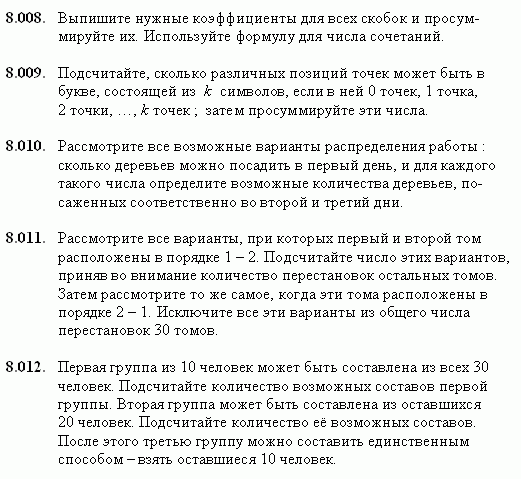 8.008. Выпишите нужные коэффициенты для всех скобок и просум-
мируйте их. Используйте формулу для числа сочетаний.
8.009. Подсчитайте, сколько различных позиций точек может быть в
букве, состоящей из k символов, если в ней 0 точек, 1 точка,
2 точки, …, k точек ; затем просуммируйте эти числа.
8.010. Рассмотрите все возможные варианты распределения работы :
сколько деревьев можно посадить в первый день, и для каждого
такого числа определите возможные количества деревьев, по-
саженных соответственно во второй и третий дни.
8.011. Рассмотрите все варианты, при которых первый и второй том
расположены в порядке 1 – 2. Подсчитайте число этих вариантов,
приняв во внимание количество перестановок остальных томов.
Затем рассмотрите то же самое, когда эти тома расположены в
порядке 2 – 1. Исключите все эти варианты из общего числа
перестановок 30 томов.
8.012. Первая группа из 10 человек может быть составлена из всех 30
человек. Подсчитайте количество возможных составов первой
группы. Вторая группа может быть составлена из оставшихся
20 человек. Подсчитайте количество её возможных составов.
После этого третью группу можно составить единственным
способом – взять оставшиеся 10 человек.